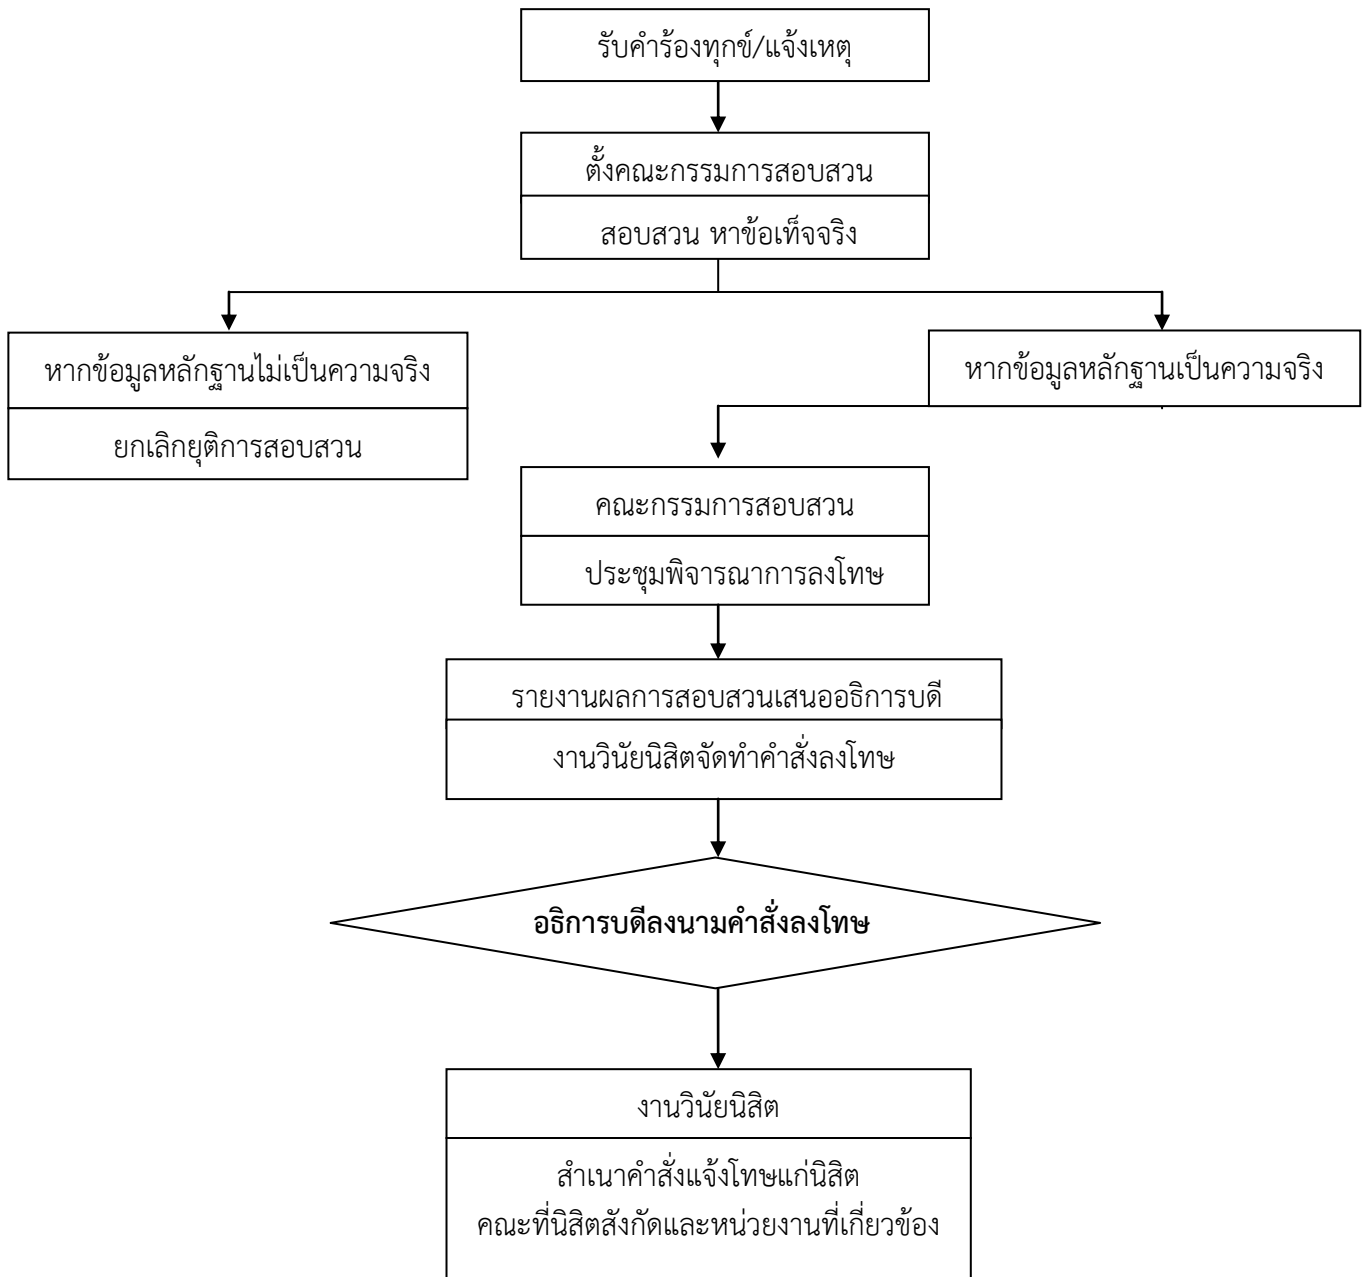 รับคำร้องทุกข์/แจ้งเหตุ
ตั้งคณะกรรมการสอบสวน
สอบสวน หาข้อเท็จจริง
หากข้อมูลหลักฐานไม่เป็นความจริง
ยกเลิกยุติการสอบสวน
หากข้อมูลหลักฐานเป็นความจริง
คณะกรรมการสอบสวน
ประชุมพิจารณาการลงโทษ
รายงานผลการสอบสวนเสนออธิการบดี
งานวินัยนิสิตจัดทำคำสั่งลงโทษ
อธิการบดีลงนามคำสั่งลงโทษ
งานวินัยนิสิต
สำเนาคำสั่งแจ้งโทษแก่นิสิต
คณะที่นิสิตสังกัดและหน่วยงานที่เกี่ยวข้อง